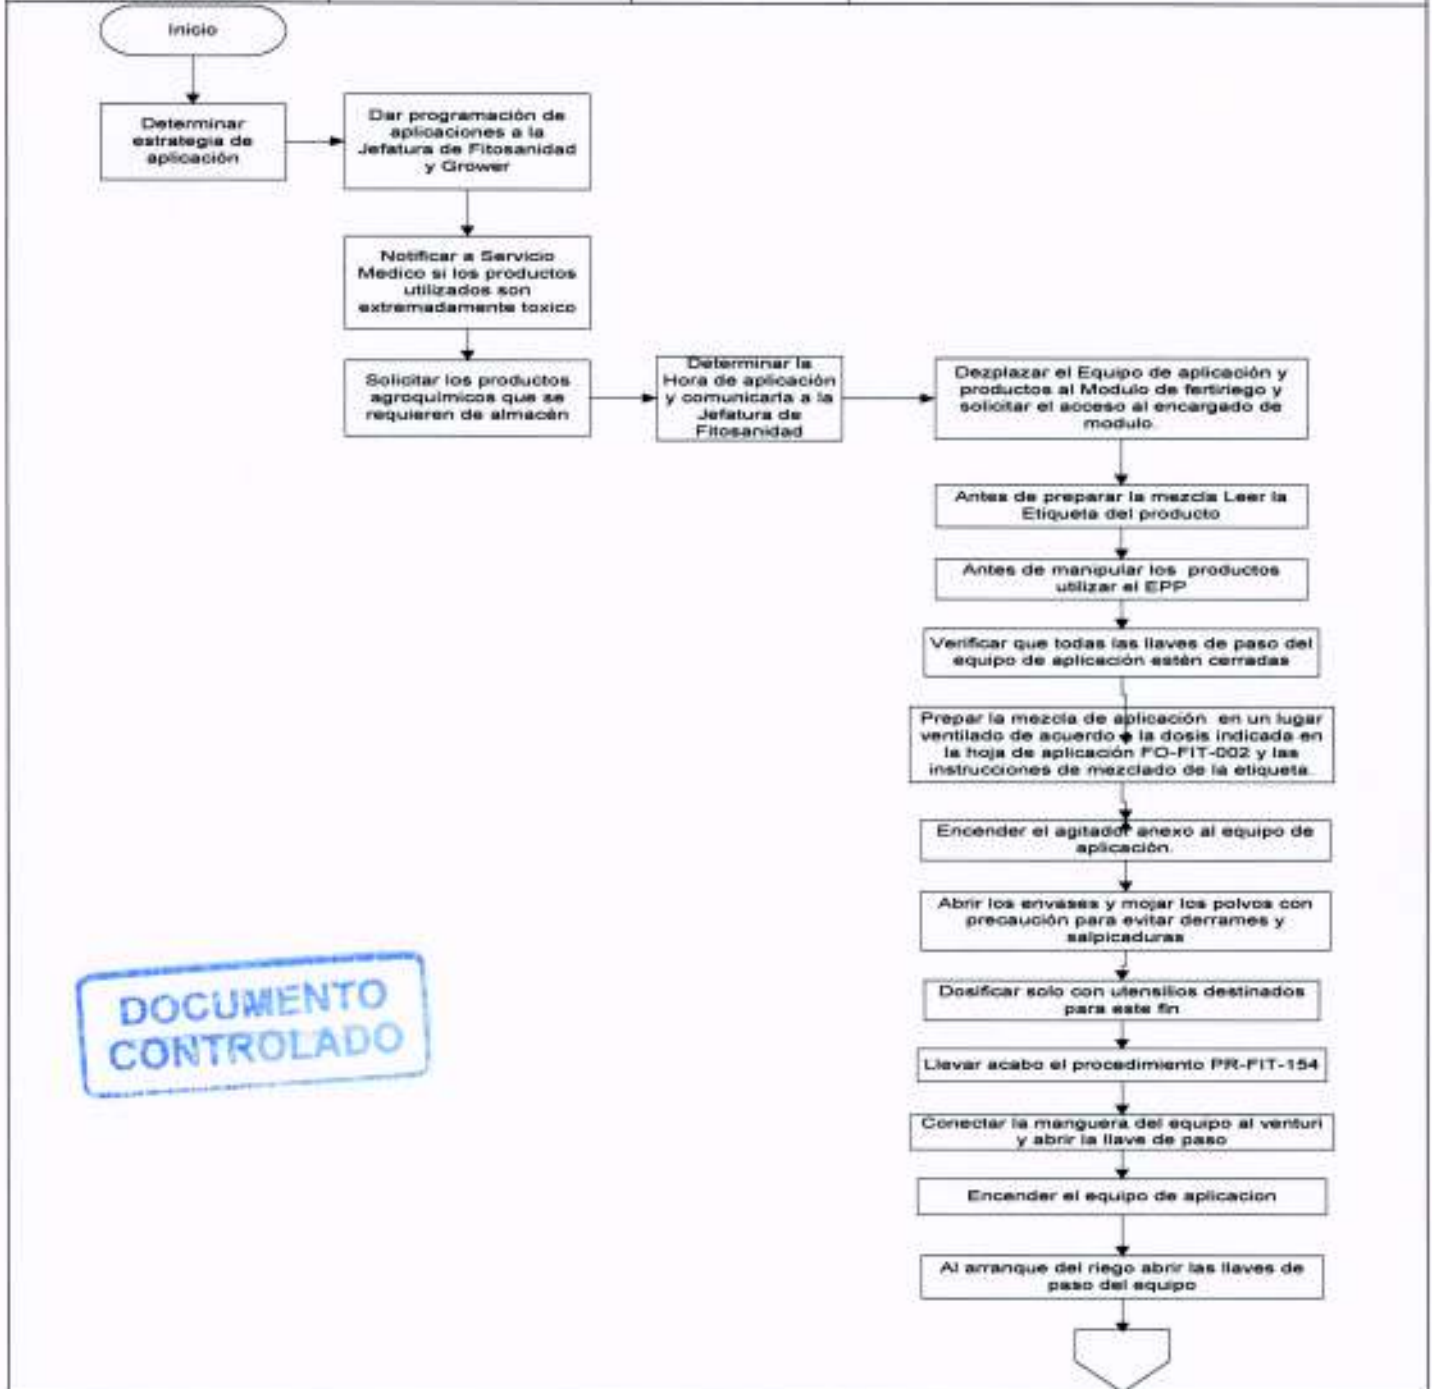 Inicio
Determinar
estrategia de
aplicación
Dar programación de
aplicaciones a la
Jefatura de Fitosanidad
y Grower
Notificar a Servicio
Medico si los productos
utilizados son
extremadamente toxico
Solicitar los productos
agroquímicos que se
requieren de almacén
Determinar la
Hora de aplicación
y comunicarla a la
Jefatura de
Fitosanidad
Dezplazar el Equipo de aplicación y
productos al Modulo de fertiriego y
solicitar el acceso al encargado de
modulo.
Antes de preparar la mezcla Leer la
Etiqueta del producto
Antes de manipular los productos
utilizar el EPP
Verificar que todas las llaves de paso del
equipo de aplicación estén cerradas
Prepar la mezcla de aplicación en un lugar
ventilado de acuerdo a la dosis indicada en
la hoja de aplicación FO-FIT-002 y las
instrucciones de mezclado de la etiqueta.
Encender el agitador anexo al equipo de
aplicación.
Abrir los envases y mojar los polvos con
precaución para evitar derrames y
salpicaduras
Dosificar solo con utensilios destinados
para este fin
Llevar acabo el procedimiento PR-FIT-154
Conectar la manguera del equipo al venturi
y abrir la llave de paso
Encender el equipo de aplicacion
Al arranque del riego abrir las llaves de
paso del equipo
DOCUMENTO
CONTROLADO